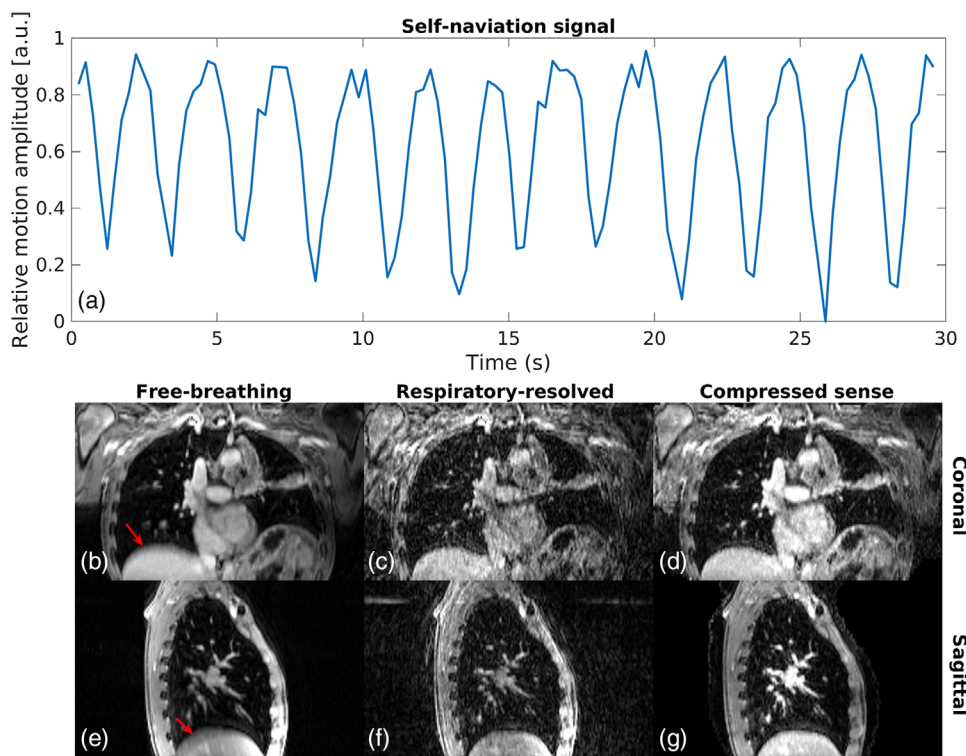 Self-naviation signal
Relative motion amplitude [a.u.]
1
0.8
0.6
0.4
0.2
0
(a)
0 5 10 15 20 25 30
Time (s)
Free-breathing Respiratory-resolved Compressed sense
Coronal
(b) (c) (d)
Sagittal
(e) (f) (g)